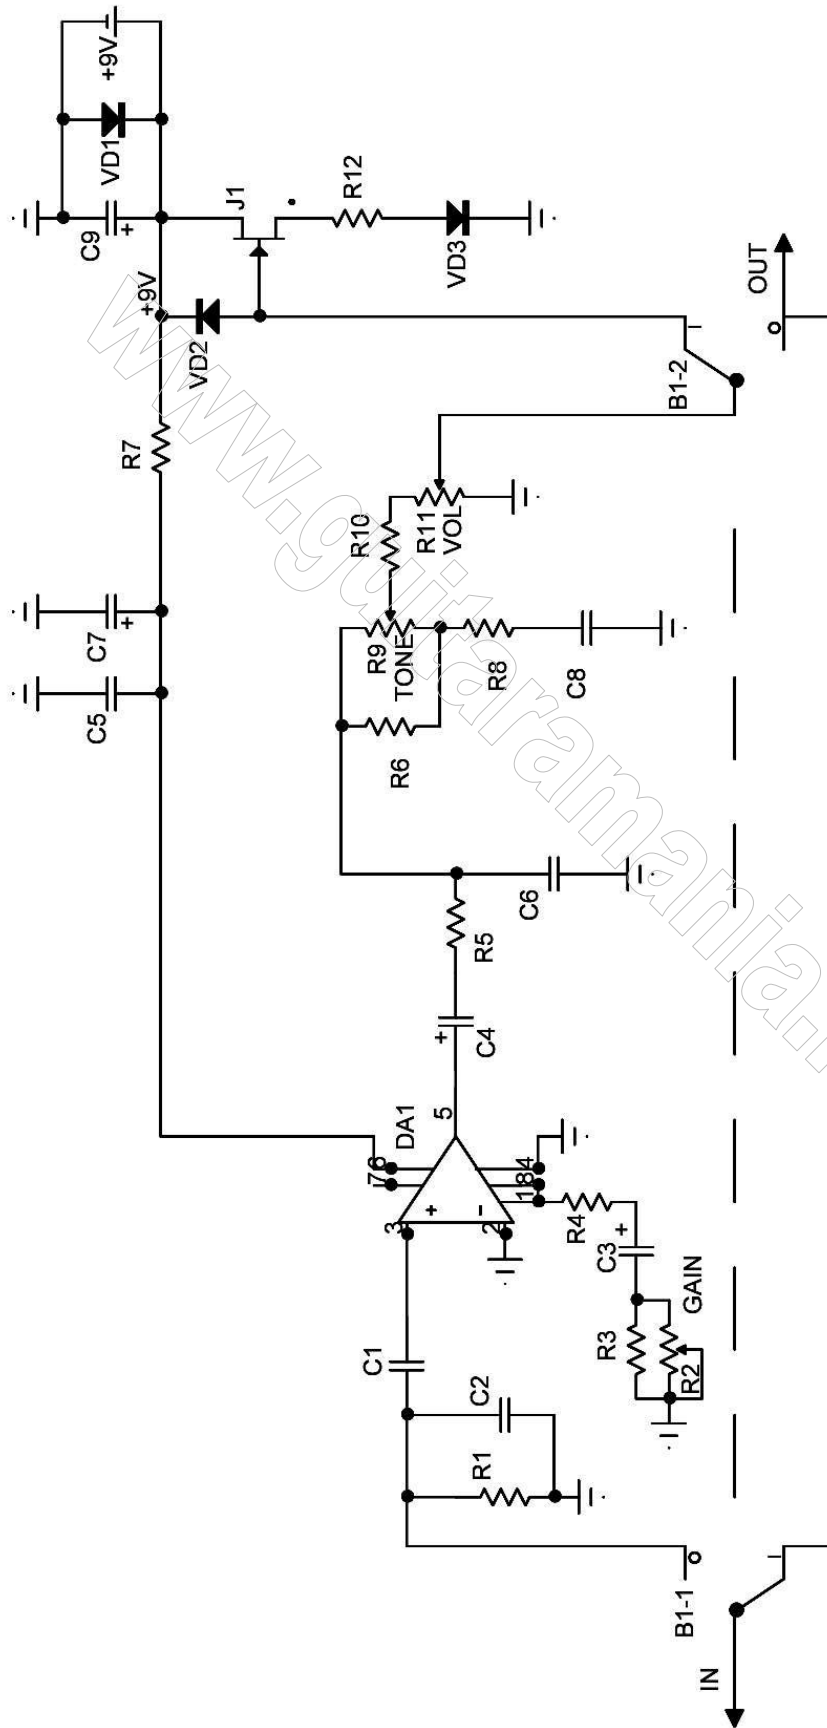 +9V
VD1
C9
+
J1
R12
VD3
+9V
VD2
R7
C7
+
C5
OUT
B1-2
R10
R11
VOL
R9
TONE
R8
C8
R6
C6
R5
C4
+
DA1
5
7
6
3
+
-
2
1
8
4
R4
C3
+
GAIN
R3
R2
C1
C2
R1
B1-1
IN
www.guitaramania.